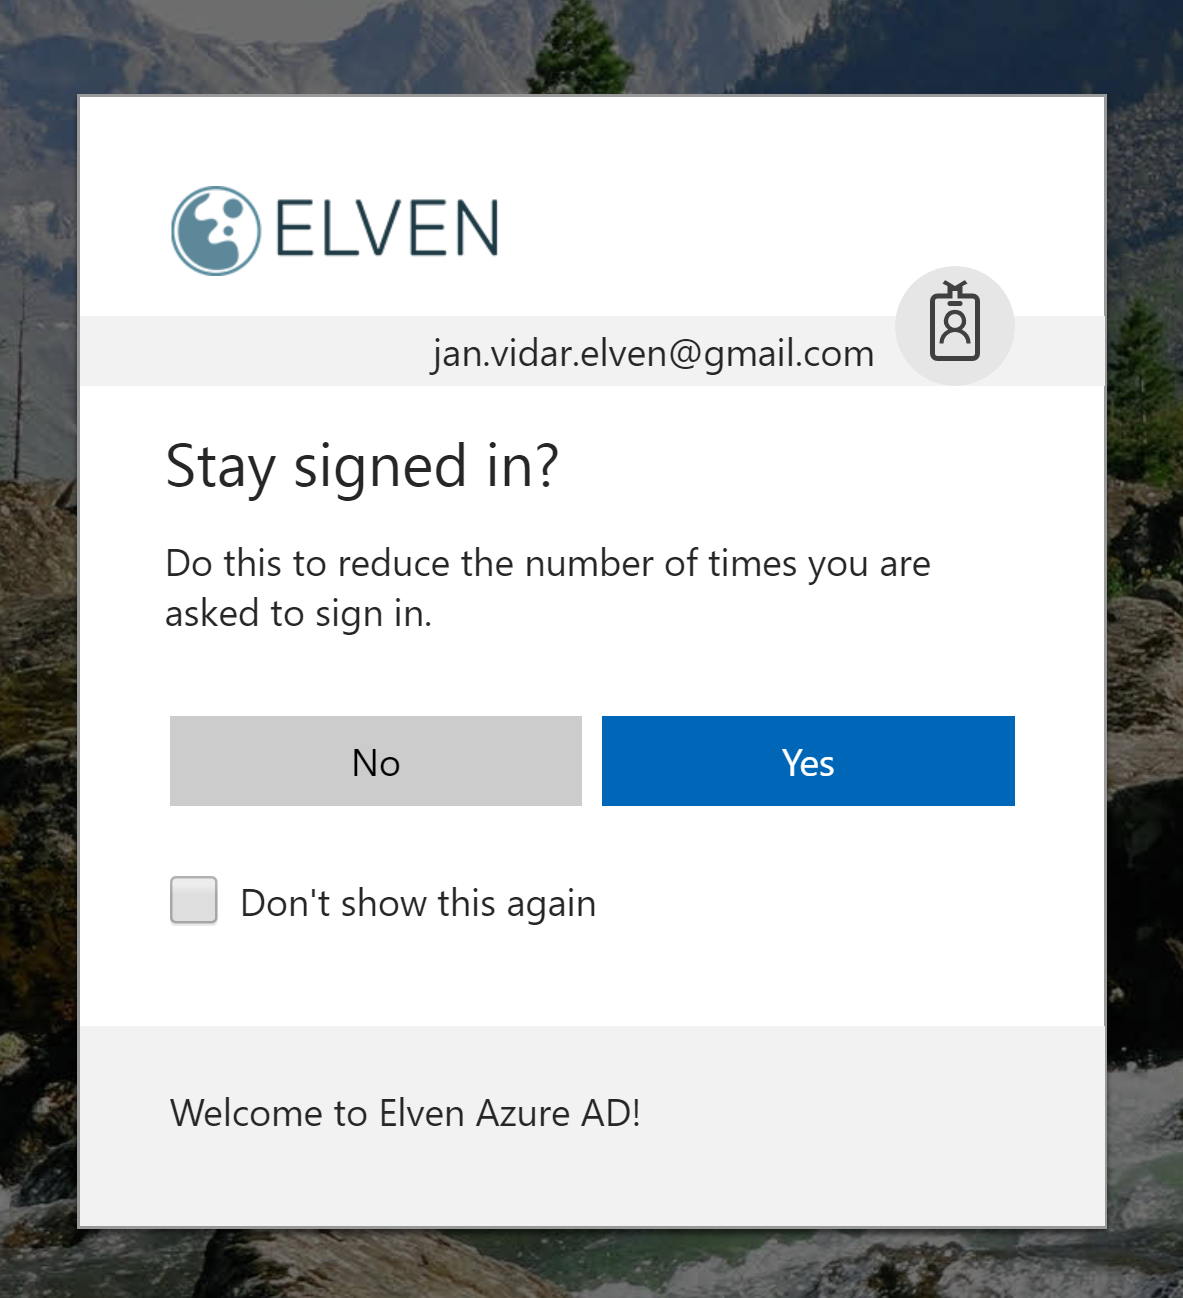 ELVEN
jan.vidar.elven@gmail.com
Stay signed in?
Do this to reduce the number of times you are
asked to sign in.
No
Yes
Don't show this again
Welcome to Elven Azure AD!